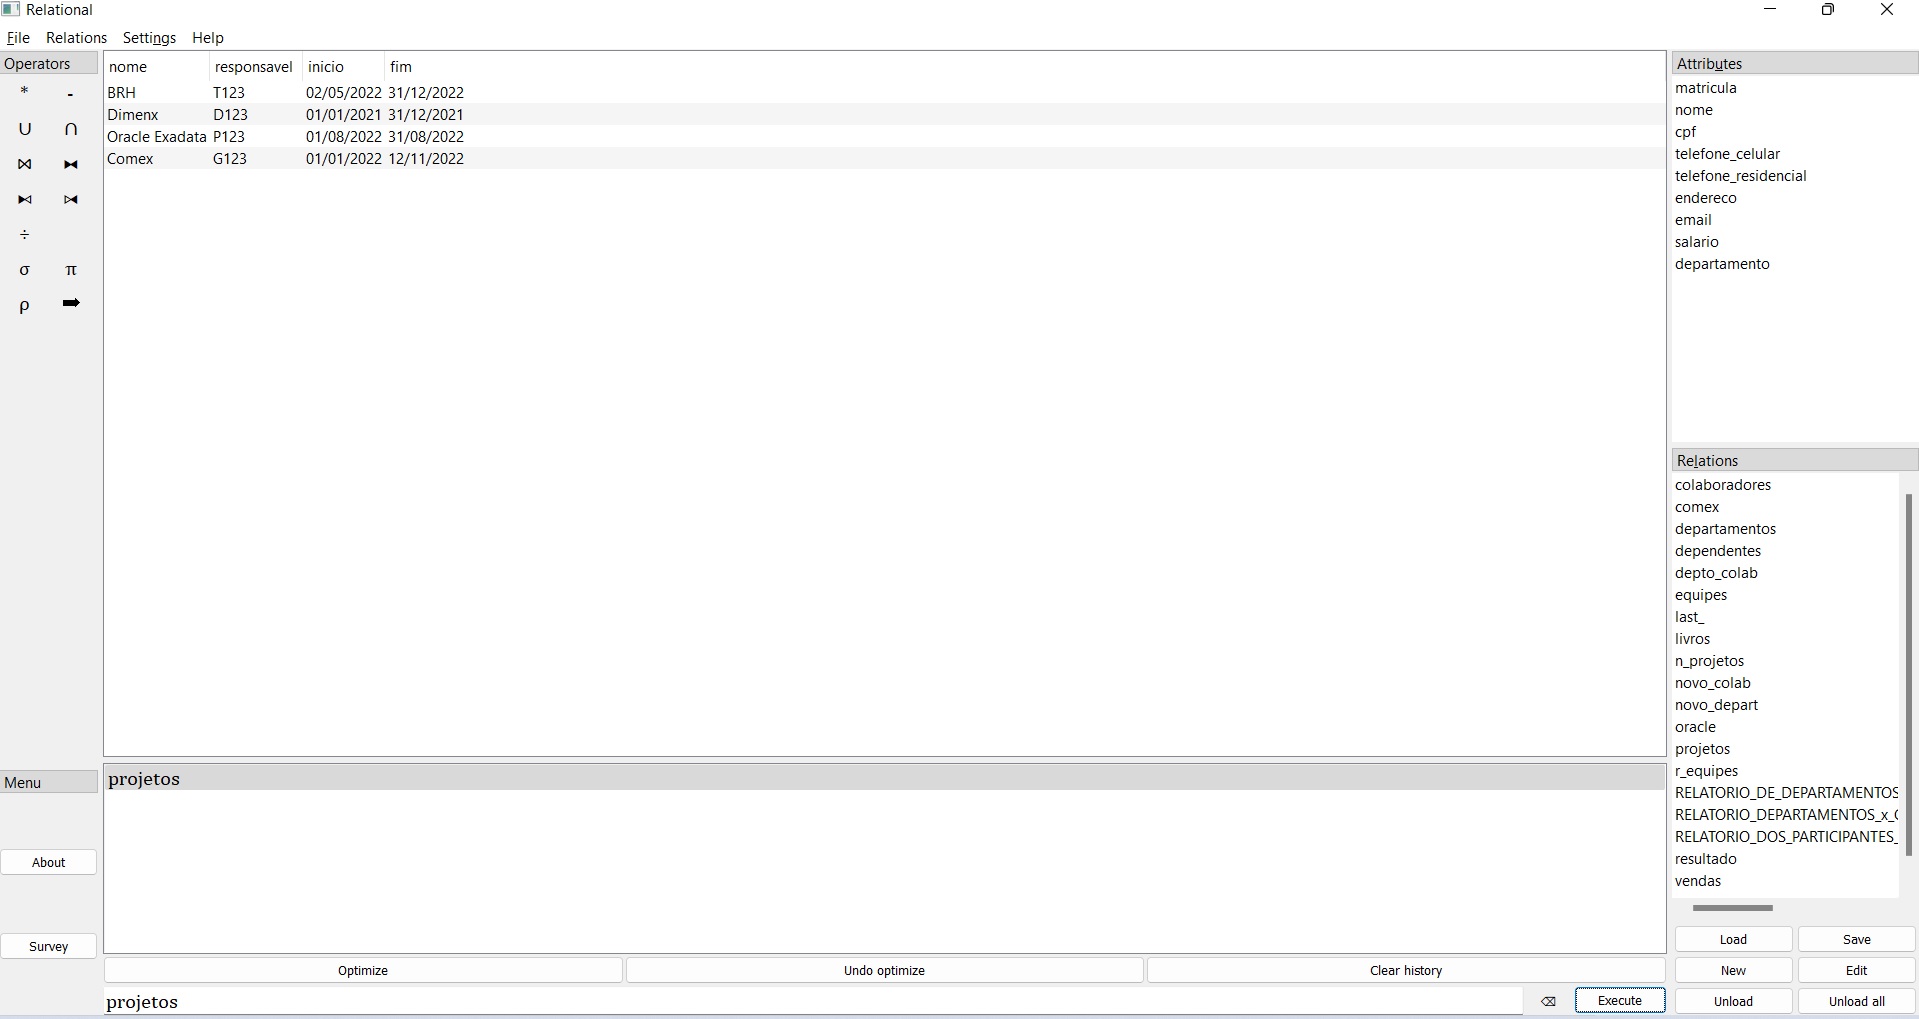 Relational
File Relations Settings Help
Operators
* -
∪ ∩
⋈ ⧓
⧑ ⧒
÷
σ π
ρ ➡
Menu
About
Survey
nome responsavel inicio fim
BRH T123 02/05/2022 31/12/2022
Dimenx D123 01/01/2021 31/12/2021
Oracle Exadata P123 01/08/2022 31/08/2022
Comex G123 01/01/2022 12/11/2022
projetos
Optimize Undo optimize Clear history
projetos ⌫ Execute
Attributes
matricula
nome
cpf
telefone_celular
telefone_residencial
endereco
email
salario
departamento
Relations
colaboradores
comex
departamentos
dependentes
depto_colab
equipes
last_
livros
n_projetos
novo_colab
novo_depart
oracle
projetos
r_equipes
RELATORIO_DE_DEPARTAMENTOS
RELATORIO_DEPARTAMENTOS_x_
RELATORIO_DOS_PARTICIPANTES_
resultado
vendas
Load Save
New Edit
Unload Unload all